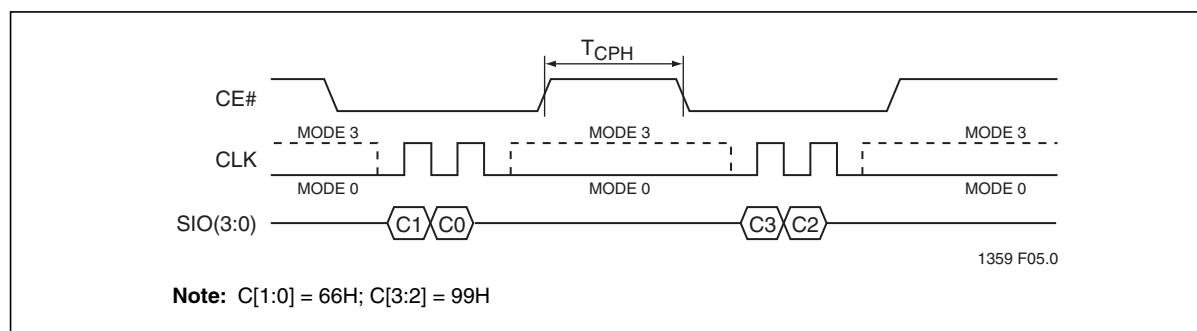 TCPH
CE#
MODE 3 MODE 3 MODE 3
CLK
MODE 0 MODE 0 MODE 0
SIO(3:0) C1 C0 C3 C2
1359 F05.0
Note: C[1:0] = 66H; C[3:2] = 99H